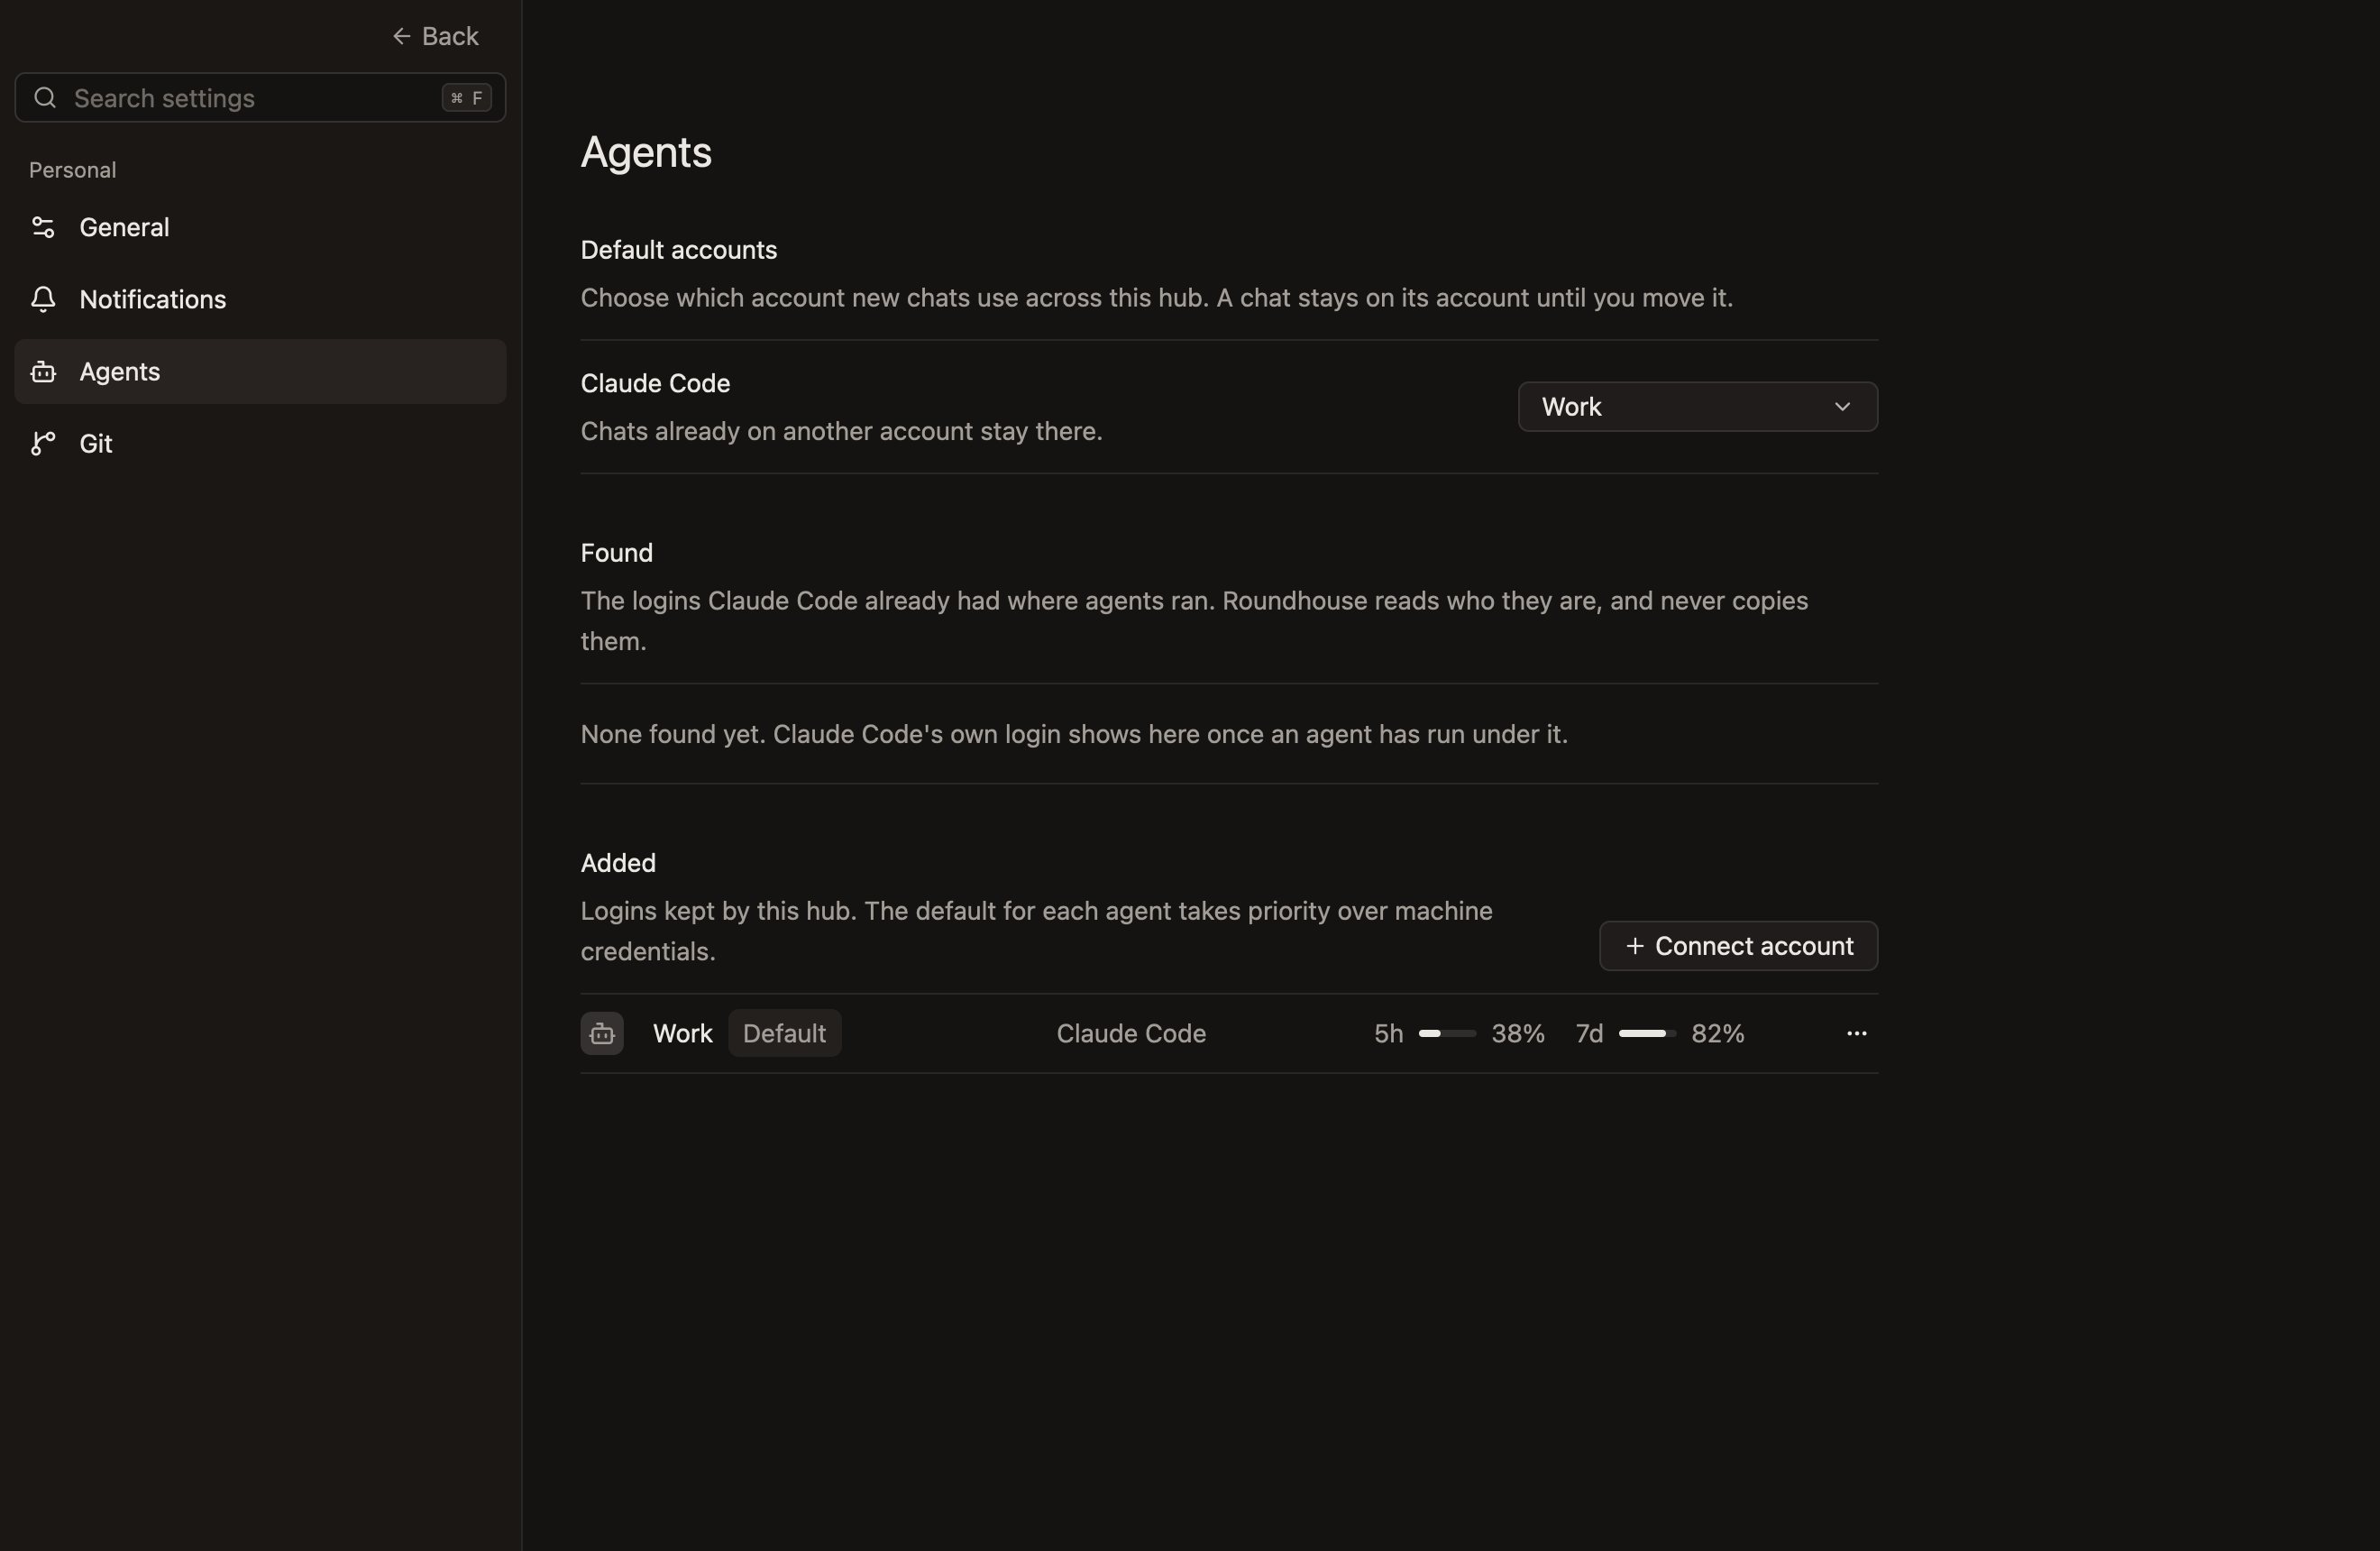 Back
Search settings
⌘ F
Personal
General
Notifications
Agents
Git
Agents
Default accounts
Choose which account new chats use across this hub. A chat stays on its account until you move it.
Claude Code
Work
Chats already on another account stay there.
Found
The logins Claude Code already had where agents ran. Roundhouse reads who they are, and never copies
them.
None found yet. Claude Code's own login shows here once an agent has run under it.
Added
Logins kept by this hub. The default for each agent takes priority over machine
credentials.
Connect account
Work Default Claude Code 5h 38% 7d 82%